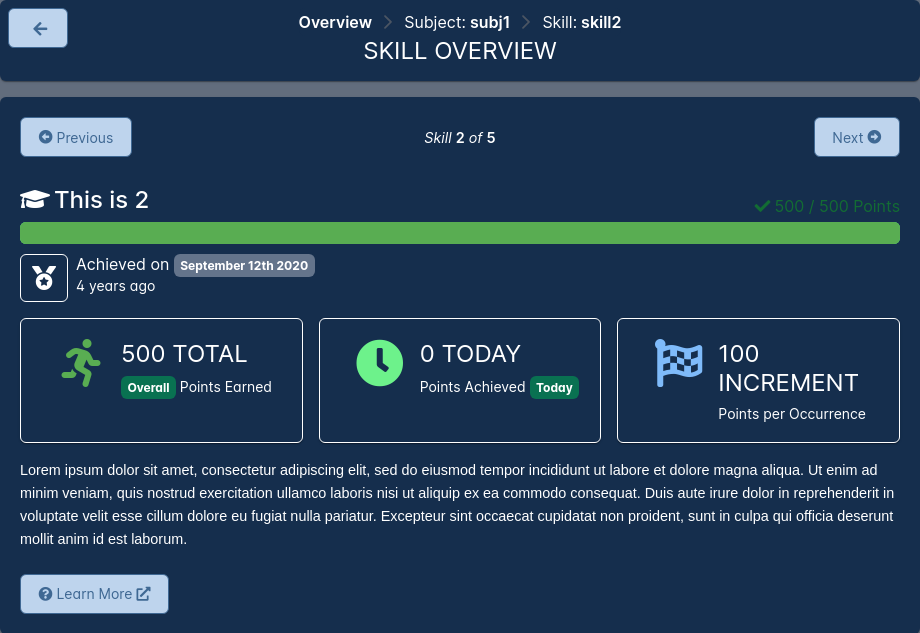 Overview > Subject: subj1 > Skill: skill2
SKILL OVERVIEW
Previous
Skill 2 of 5
Next
This is 2
500 / 500 Points
Achieved on September 12th 2020
4 years ago
500 TOTAL
Overall Points Earned
0 TODAY
Points Achieved Today
100
INCREMENT
Points per Occurrence
Lorem ipsum dolor sit amet, consectetur adipiscing elit, sed do eiusmod tempor incididunt ut labore et dolore magna aliqua. Ut enim ad
minim veniam, quis nostrud exercitation ullamco laboris nisi ut aliquip ex ea commodo consequat. Duis aute irure dolor in reprehenderit in
voluptate velit esse cillum dolore eu fugiat nulla pariatur. Excepteur sint occaecat cupidatat non proident, sunt in culpa qui officia deserunt
mollit anim id est laborum.
Learn More